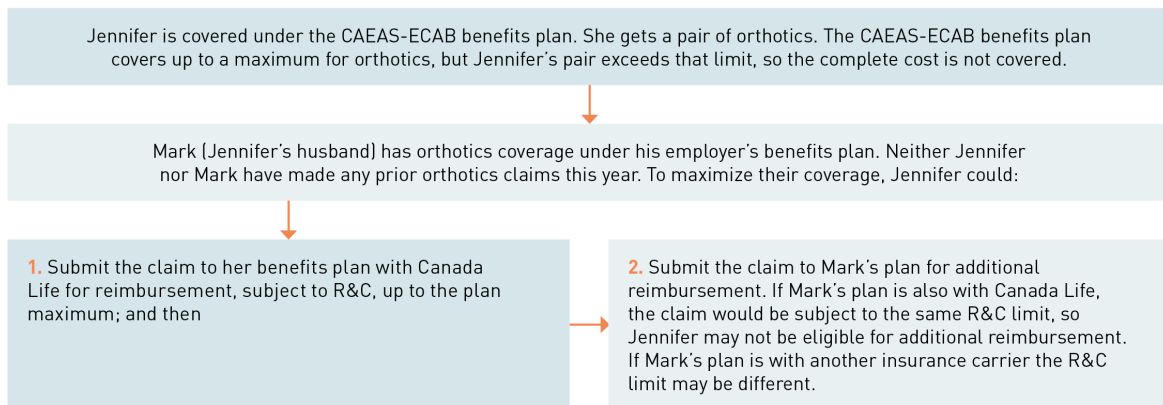 Jennifer is covered under the CAEAS-ECAB benefits plan. She gets a pair of orthotics. The CAEAS-ECAB benefits plan
covers up to a maximum for orthotics, but Jennifer’s pair exceeds that limit, so the complete cost is not covered.
Mark (Jennifer’s husband) has orthotics coverage under his employer’s benefits plan. Neither Jennifer
nor Mark have made any prior orthotics claims this year. To maximize their coverage, Jennifer could:
1. Submit the claim to her benefits plan with Canada
Life for reimbursement, subject to R&C, up to the plan
maximum; and then
2. Submit the claim to Mark’s plan for additional
reimbursement. If Mark’s plan is also with Canada Life,
the claim would be subject to the same R&C limit, so
Jennifer may not be eligible for additional reimbursement.
If Mark’s plan is with another insurance carrier the R&C
limit may be different.